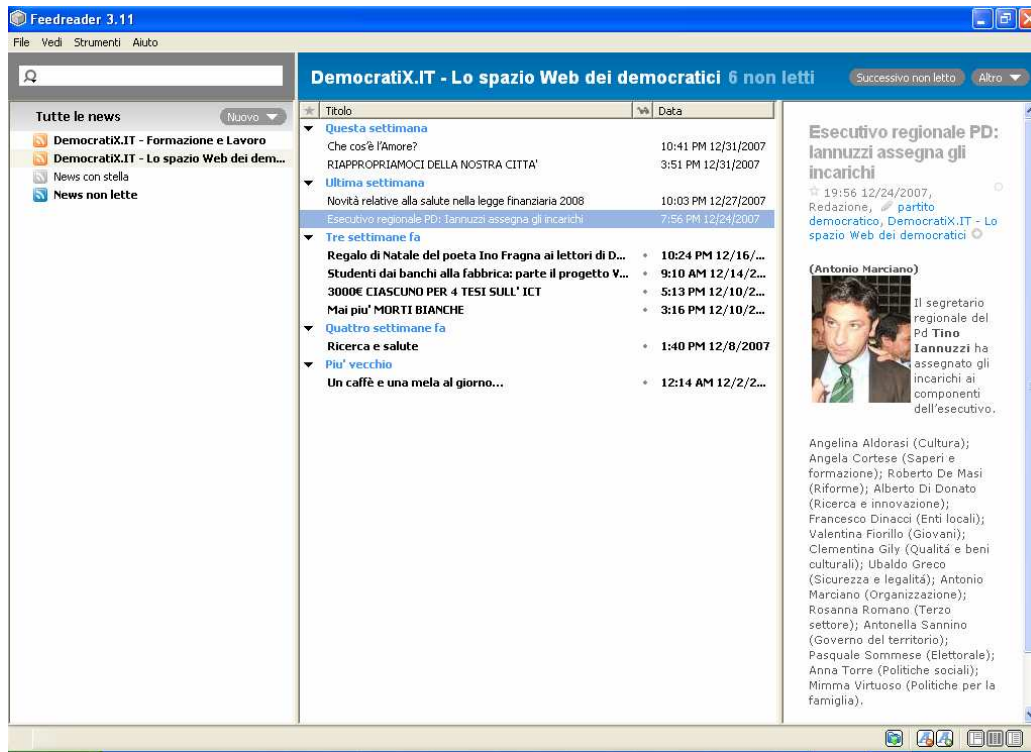 Feedreader 3.11
File Vedi Strumenti Aiuto
DemocratiX.IT - Lo spazio Web dei democratici 6 non letti
Successivo non letto
Altro
Tutte le news
Nuovo
DemocratiX.IT - Formazione e Lavoro
DemocratiX.IT - Lo spazio Web dei dem...
News con stella
News non lette
Titolo Data
Questa settimana
Che cos'è l'Amore? 10:41 PM 12/31/2007
RIAPPROPRIAMOCI DELLA NOSTRA CITTA' 3:51 PM 12/31/2007
Ultima settimana
Novità relative alla salute nella legge finanziaria 2008 10:03 PM 12/27/2007
Esecutivo regionale PD: Iannuzzi assegna gli incarichi 7:56 PM 12/24/2007
Tre settimane fa
Regalo di Natale del poeta Ino Fragna ai lettori di D... 10:24 PM 12/16/...
Studenti dai banchi alla fabbrica: parte il progetto V... 9:10 AM 12/14/2...
3000€ CIASCUNO PER 4 TESI SULL' ICT 5:13 PM 12/10/2...
Mai piu' MORTI BIANCHE 3:16 PM 12/10/2...
Quattro settimane fa
Ricerca e salute 1:40 PM 12/8/2007
Piu' vecchio
Un caffè e una mela al giorno... 12:14 AM 12/2/2...
Esecutivo regionale PD:
Iannuzzi assegna gli
incarichi
19:56 12/24/2007,
Redazione, partito
democratico, DemocratiX.IT - Lo
spazio Web dei democratici
(Antonio Marciano)
Il segretario
regionale del
Pd Tino
Iannuzzi ha
assegnato gli
incarichi ai
componenti
dell'esecutivo.
Angelina Aldorasi (Cultura);
Angela Cortese (Saperi e
formazione); Roberto De Masi
(Riforme); Alberto Di Donato
(Ricerca e innovazione);
Francesco Dinacci (Enti locali);
Valentina Fiorillo (Giovani);
Clementina Gily (Qualitá e beni
culturali); Ubaldo Greco
(Sicurezza e legalitá); Antonio
Marciano (Organizzazione);
Rosanna Romano (Terzo
settore); Antonella Sannino
(Governo del territorio);
Pasquale Sommese (Elettorale);
Anna Torre (Politiche sociali);
Mimma Virtuoso (Politiche per la
famiglia).